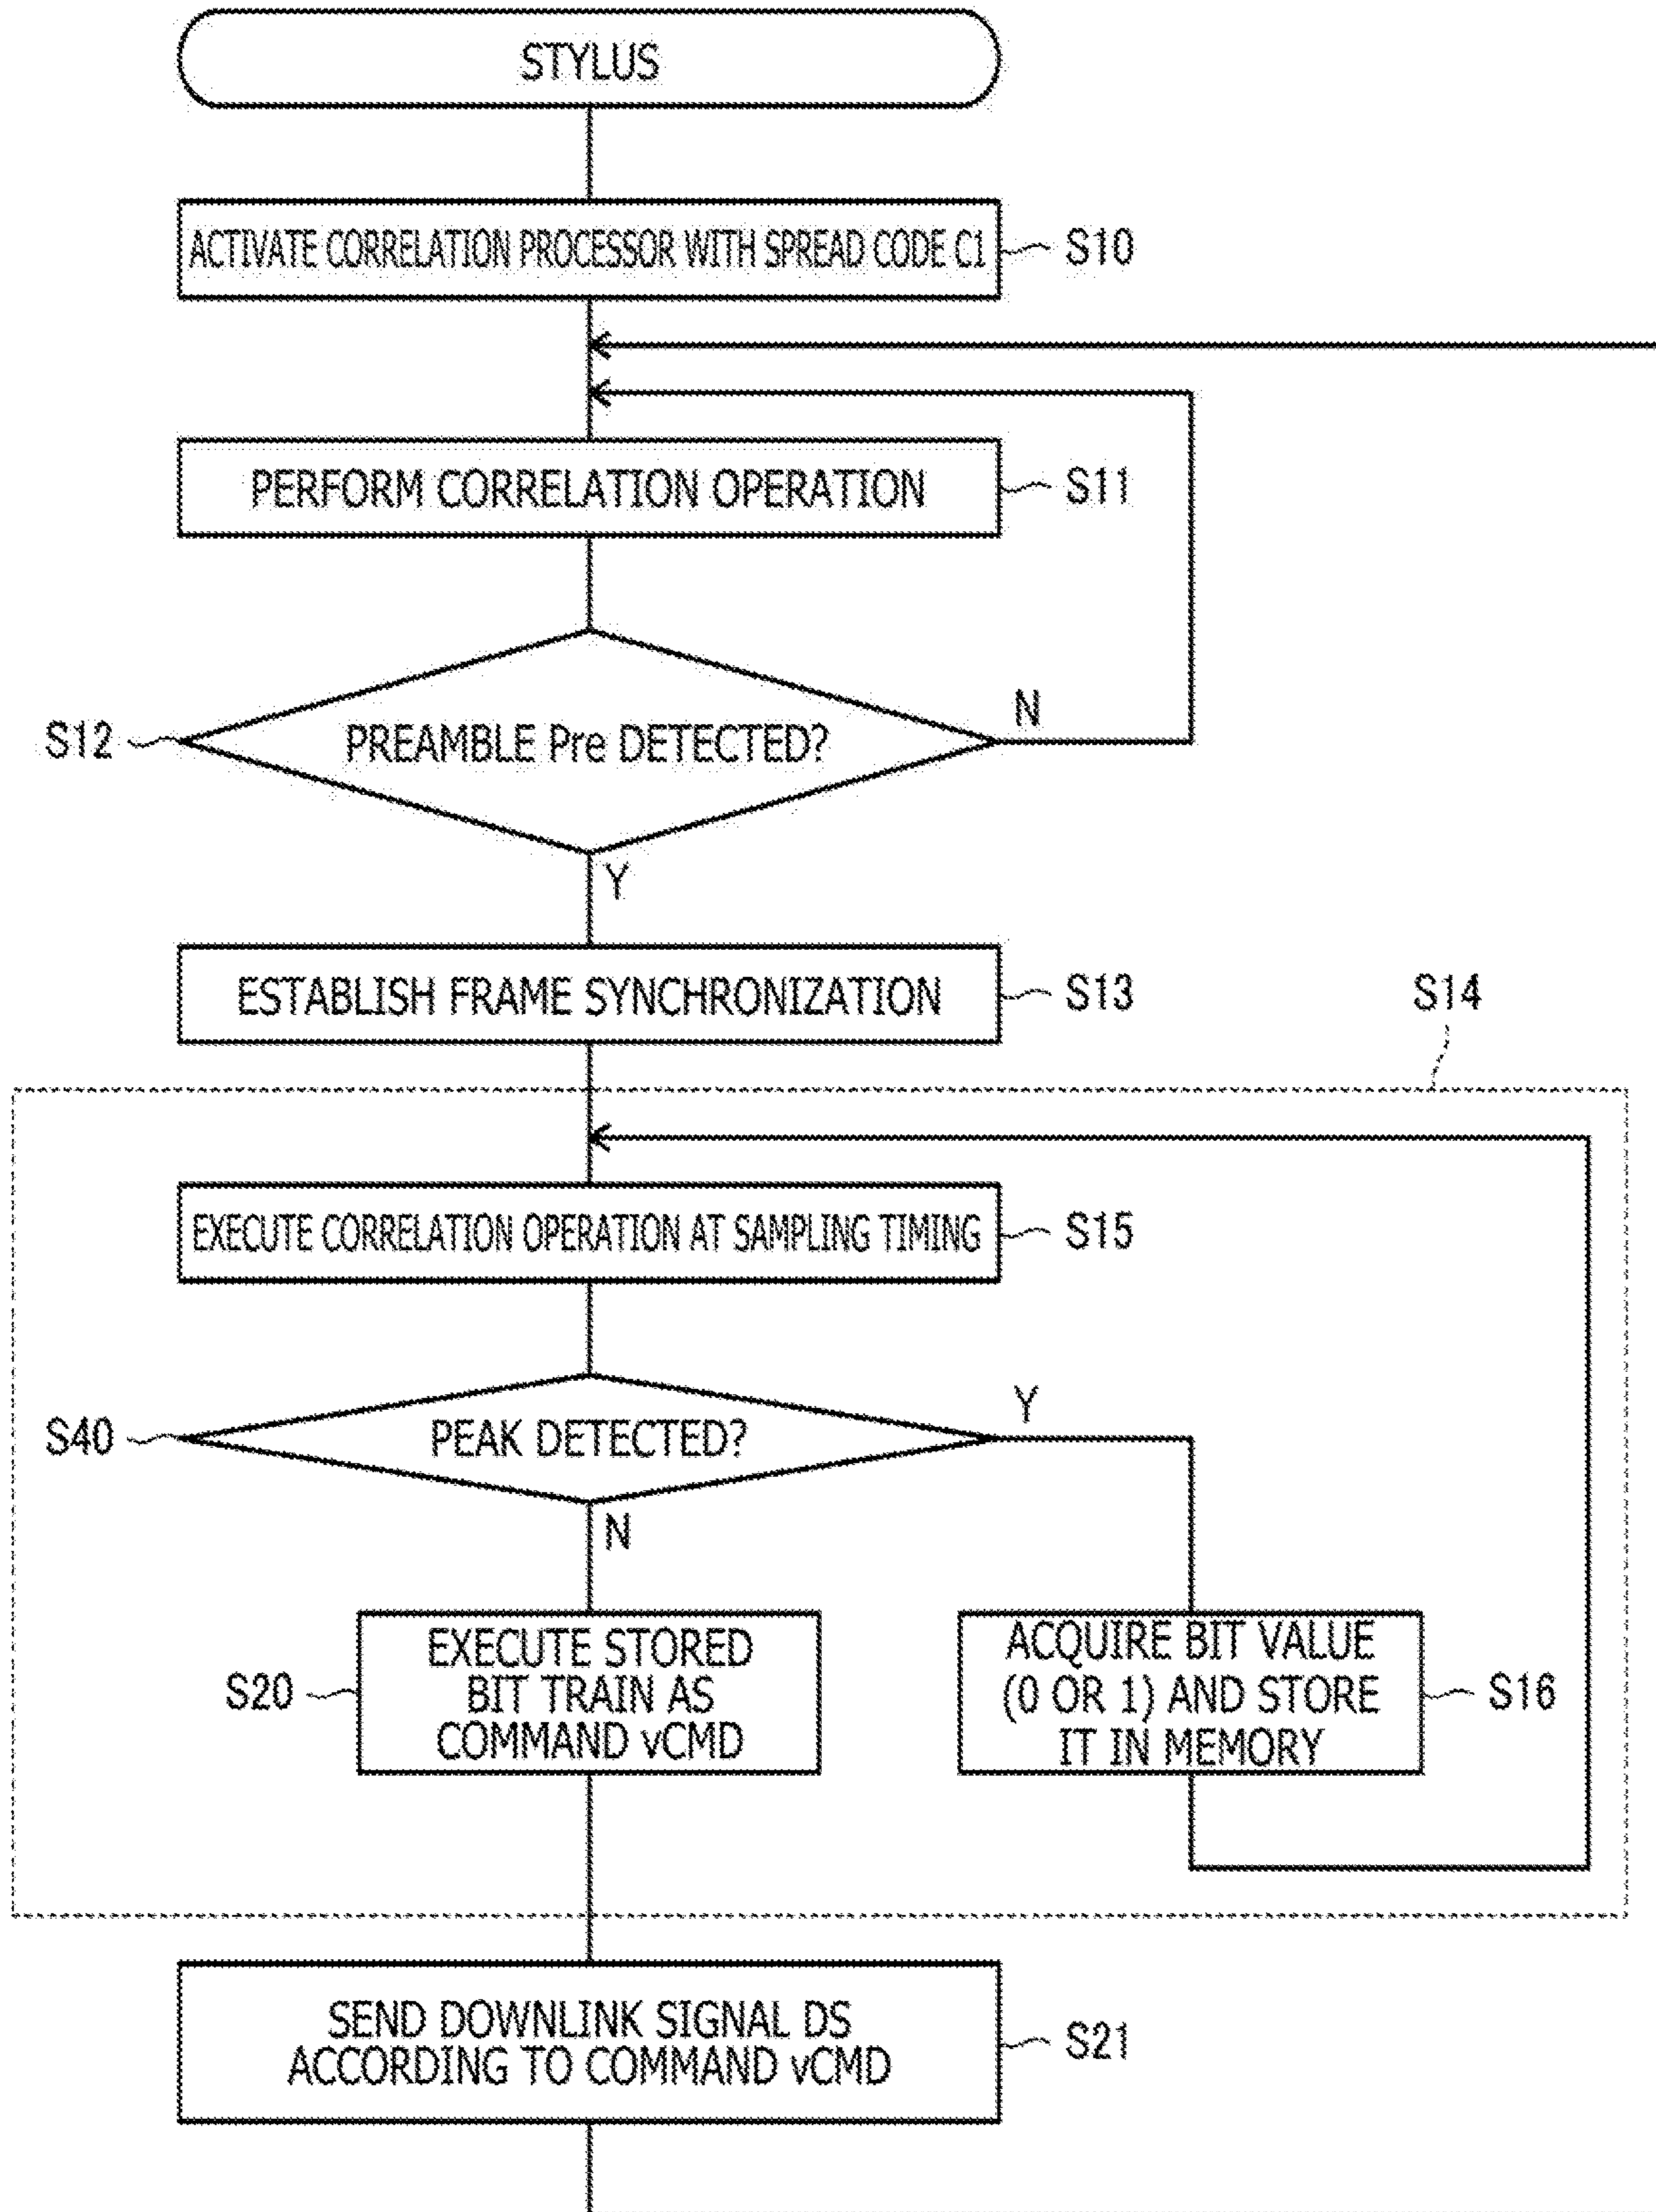 STYLUS
ACTIVATE CORRELATION PROCESSOR WITH SPREAD CODE C1
S10
PERFORM CORRELATION OPERATION
S11
S12
PREAMBLE Pre DETECTED?
N
Y
ESTABLISH FRAME SYNCHRONIZATION
S13
S14
EXECUTE CORRELATION OPERATION AT SAMPLING TIMING
S15
S40
PEAK DETECTED?
Y
N
S20
EXECUTE STORED
BIT TRAIN AS
COMMAND vCMD
ACQUIRE BIT VALUE
(0 OR 1) AND STORE
IT IN MEMORY
S16
SEND DOWNLINK SIGNAL DS
ACCORDING TO COMMAND vCMD
S21